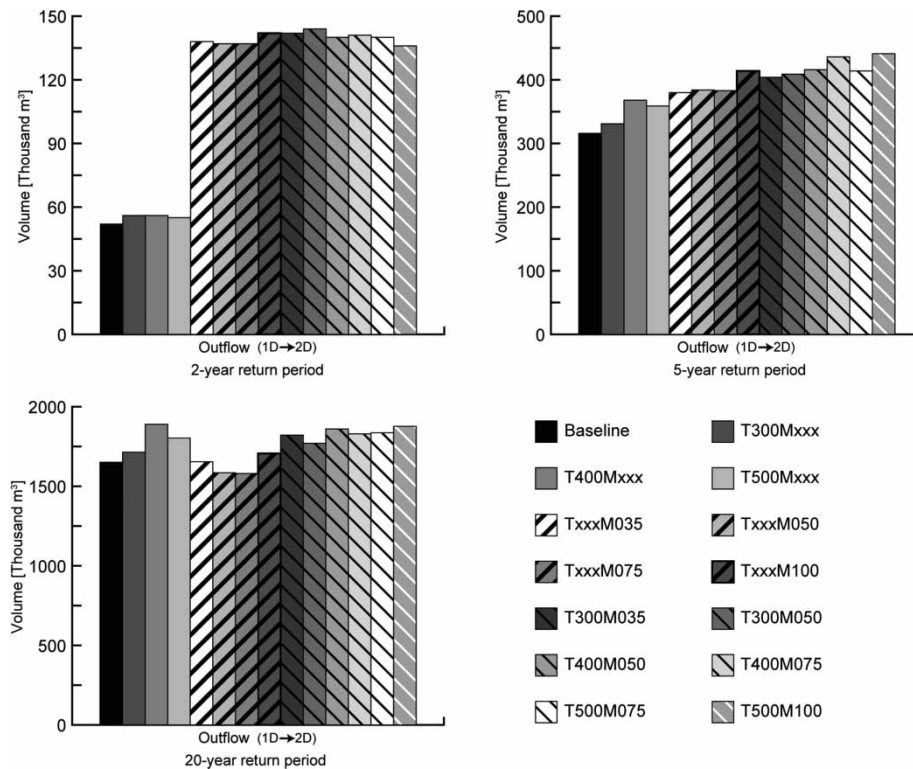 150
120
90
60
30
0
Volume [Thousand m³]
Outflow (1D→2D)
2-year return period
500
400
300
200
100
0
Volume [Thousand m³]
Outflow (1D→2D)
5-year return period
2000
1500
1000
500
0
Volume [Thousand m³]
Outflow (1D→2D)
20-year return period
Baseline
T300Mxxx
T400Mxxx
T500Mxxx
TxxxM035
TxxxM050
TxxxM075
TxxxM100
T300M035
T300M050
T400M050
T400M075
T500M075
T500M100